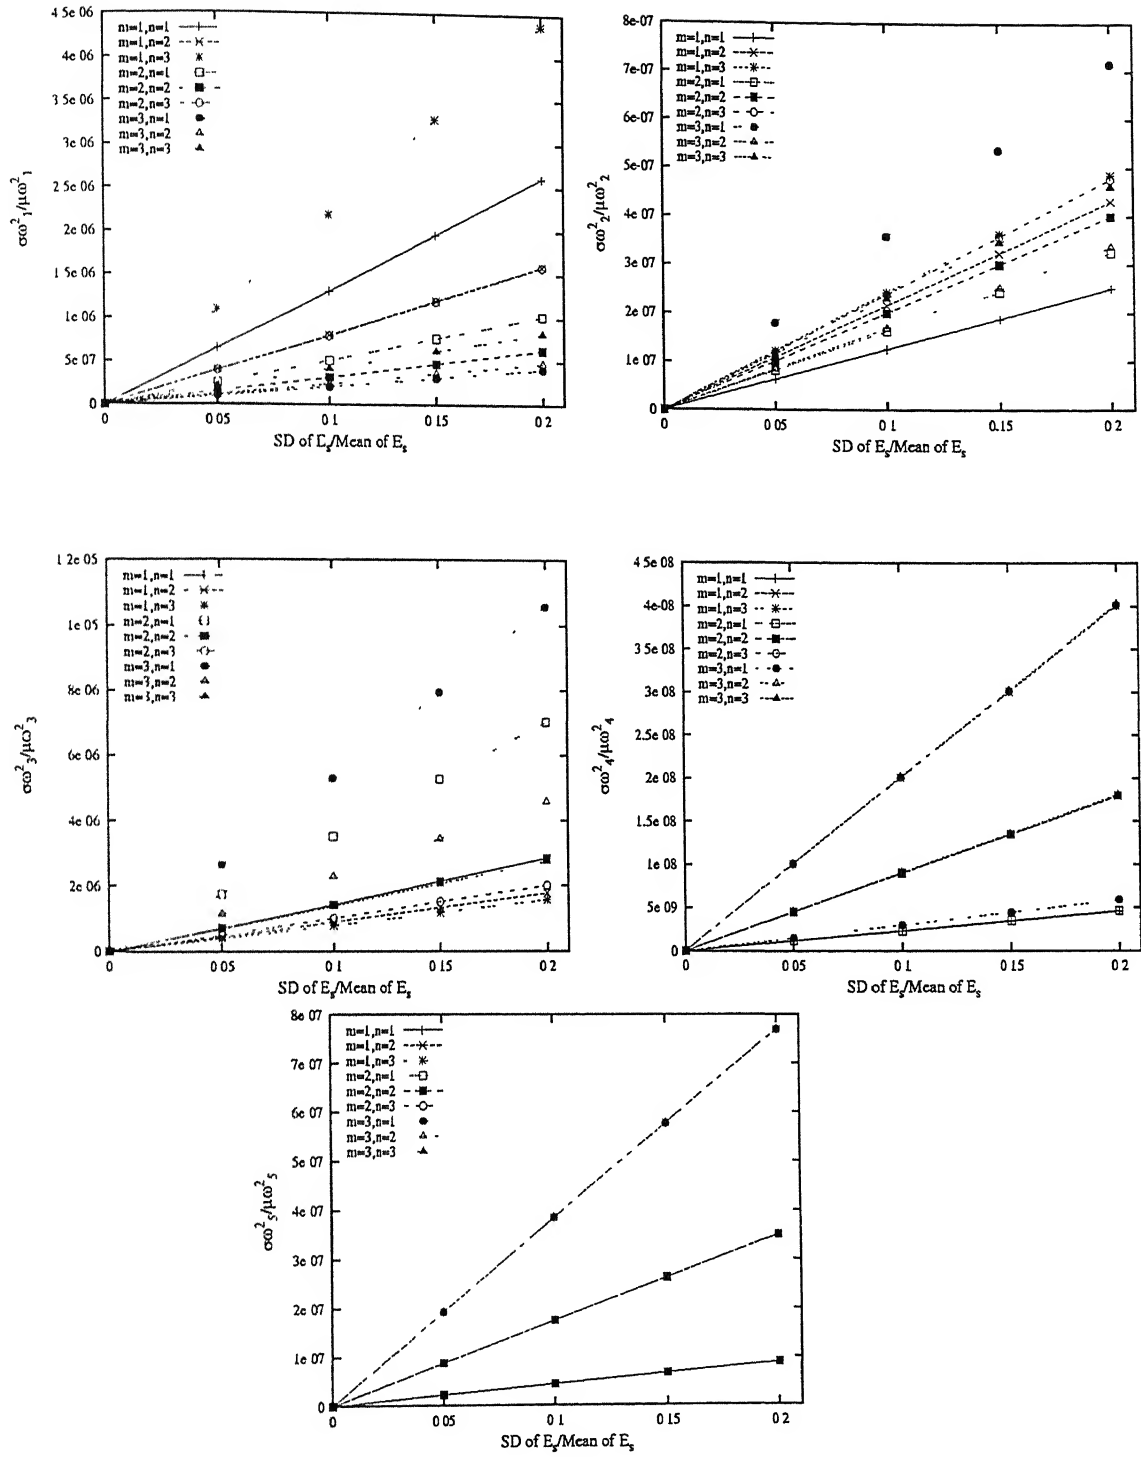 4 5e 06
4e 06
3 5e 06
3e 06
2 5e 06
2e 06
1 5e 06
1e 06
5e 07
0
m=1,n=1
m=1,n=2
m=1,n=3
m=2,n=1
m=2,n=2
m=2,n=3
m=3,n=1
m=3,n=2
m=3,n=3
σω²₁/μω²₁
0 0 05 0 1 0 15 0 2
SD of Eₛ/Mean of Eₛ
8e-07
7e-07
6e-07
5e-07
4e 07
3e 07
2e 07
1e 07
0
m=1,n=1
m=1,n=2
m=1,n=3
m=2,n=1
m=2,n=2
m=2,n=3
m=3,n=1
m=3,n=2
m=3,n=3
σω²₂/μω²₂
0 0 05 0 1 0.15 0 2
SD of Eₛ/Mean of Eₛ
1 2e 05
1e 05
8e 06
6e 06
4e 06
2e 06
0
m=1,n=1
m=1,n=2
m=1,n=3
m=2,n=1
m=2,n=2
m=2,n=3
m=3,n=1
m=3,n=2
m=3,n=3
σω²₃/μω²₃
0 0 05 0 1 0 15 0 2
SD of Eₛ/Mean of Eₛ
4 5e 08
4e-08
3 5e 08
3e 08
2.5e 08
2e 08
1.5e 08
1e 08
5e 09
0
m=1,n=1
m=1,n=2
m=1,n=3
m=2,n=1
m=2,n=2
m=2,n=3
m=3,n=1
m=3,n=2
m=3,n=3
σω²₄/μω²₄
0 0 05 0 1 0 15 0 2
SD of Eₛ/Mean of Eₛ
8e 07
7e 07
6e 07
5e 07
4e 07
3e 07
2e 07
1e 07
0
m=1,n=1
m=1,n=2
m=1,n=3
m=2,n=1
m=2,n=2
m=2,n=3
m=3,n=1
m=3,n=2
m=3,n=3
σω²₅/μω²₅
0 0 05 0 1 0 15 0 2
SD of Eₛ/Mean of Eₛ